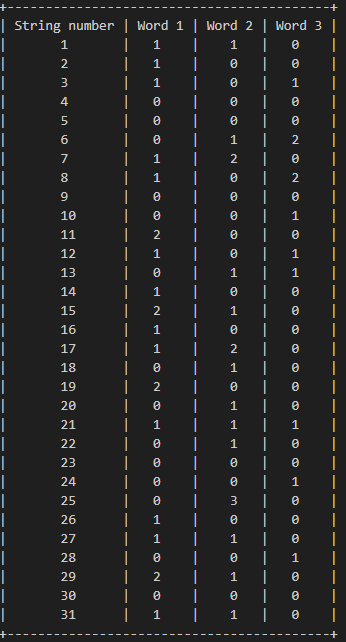 +-----------------------------------------+
| String number | Word 1 | Word 2 | Word 3 |
| 1 | 1 | 1 | 0 |
| 2 | 1 | 0 | 0 |
| 3 | 1 | 0 | 1 |
| 4 | 0 | 0 | 0 |
| 5 | 0 | 0 | 0 |
| 6 | 0 | 1 | 2 |
| 7 | 1 | 2 | 0 |
| 8 | 1 | 0 | 2 |
| 9 | 0 | 0 | 0 |
| 10 | 0 | 0 | 1 |
| 11 | 2 | 0 | 0 |
| 12 | 1 | 0 | 1 |
| 13 | 0 | 1 | 1 |
| 14 | 1 | 0 | 0 |
| 15 | 2 | 1 | 0 |
| 16 | 1 | 0 | 0 |
| 17 | 1 | 2 | 0 |
| 18 | 0 | 1 | 0 |
| 19 | 2 | 0 | 0 |
| 20 | 0 | 1 | 0 |
| 21 | 1 | 1 | 1 |
| 22 | 0 | 1 | 0 |
| 23 | 0 | 0 | 0 |
| 24 | 0 | 0 | 1 |
| 25 | 0 | 3 | 0 |
| 26 | 1 | 0 | 0 |
| 27 | 1 | 1 | 0 |
| 28 | 0 | 0 | 1 |
| 29 | 2 | 1 | 0 |
| 30 | 0 | 0 | 0 |
| 31 | 1 | 1 | 0 |
+-----------------------------------------+